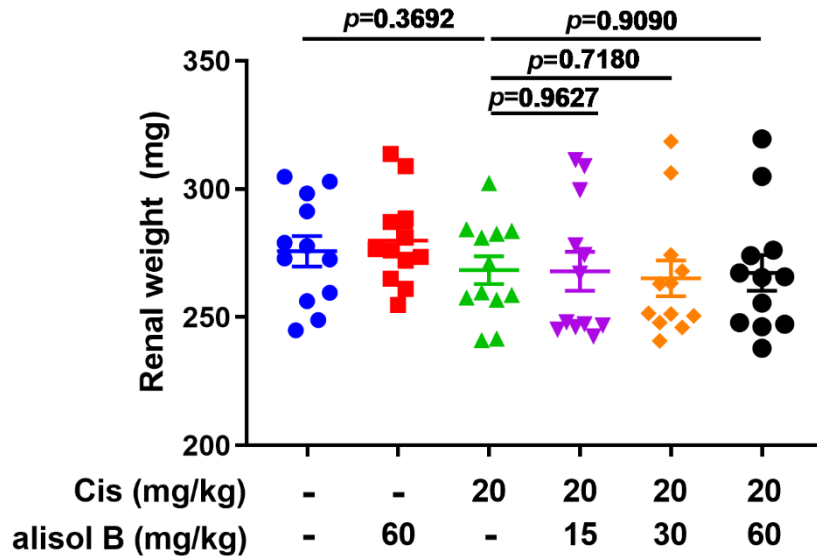 p=0.3692 p=0.9090
p=0.7180
p=0.9627
350
300
250
200
Renal weight (mg)
Cis (mg/kg) - - 20 20 20 20
alisol B (mg/kg) - 60 - 15 30 60